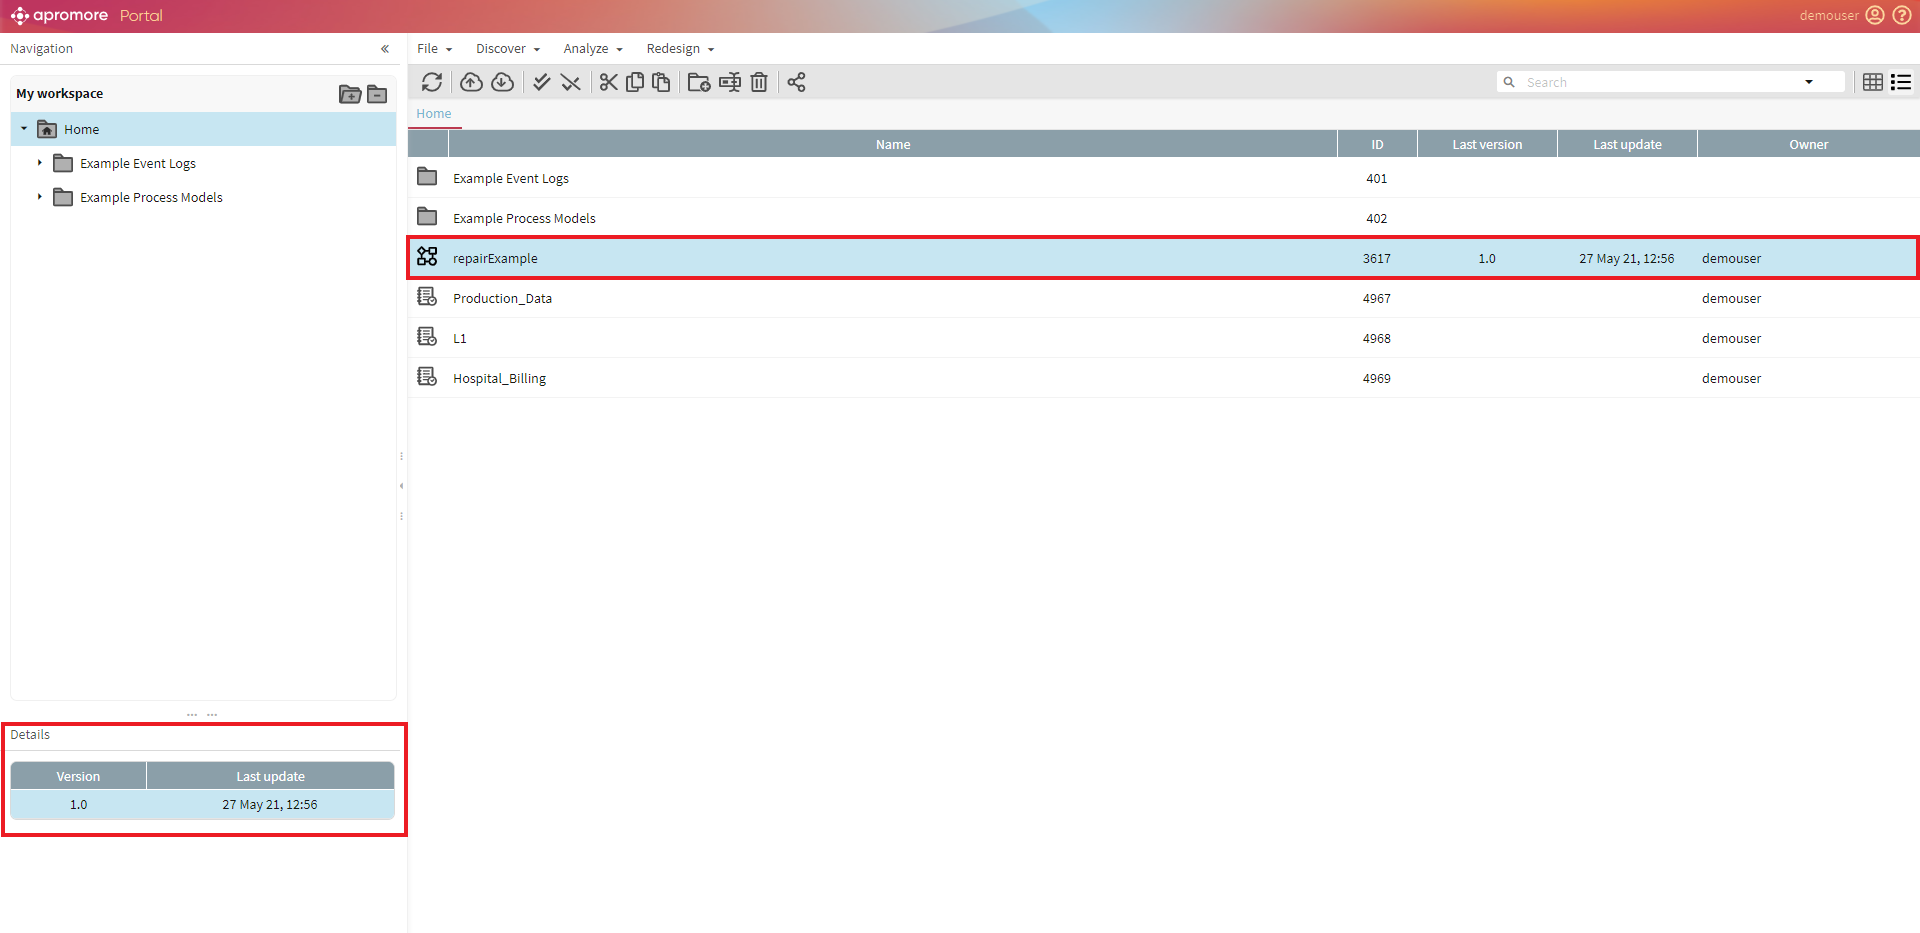 apromore Portal
demouser ?
Navigation «
File Discover Analyze Redesign
My workspace
Search
Home
Home
Name ID Last version Last update Owner
Example Event Logs
Example Process Models
Example Event Logs 401
Example Process Models 402
repairExample 3617 1.0 27 May 21, 12:56 demouser
Production_Data 4967 demouser
L1 4968 demouser
Hospital_Billing 4969 demouser
Details
Version Last update
1.0 27 May 21, 12:56